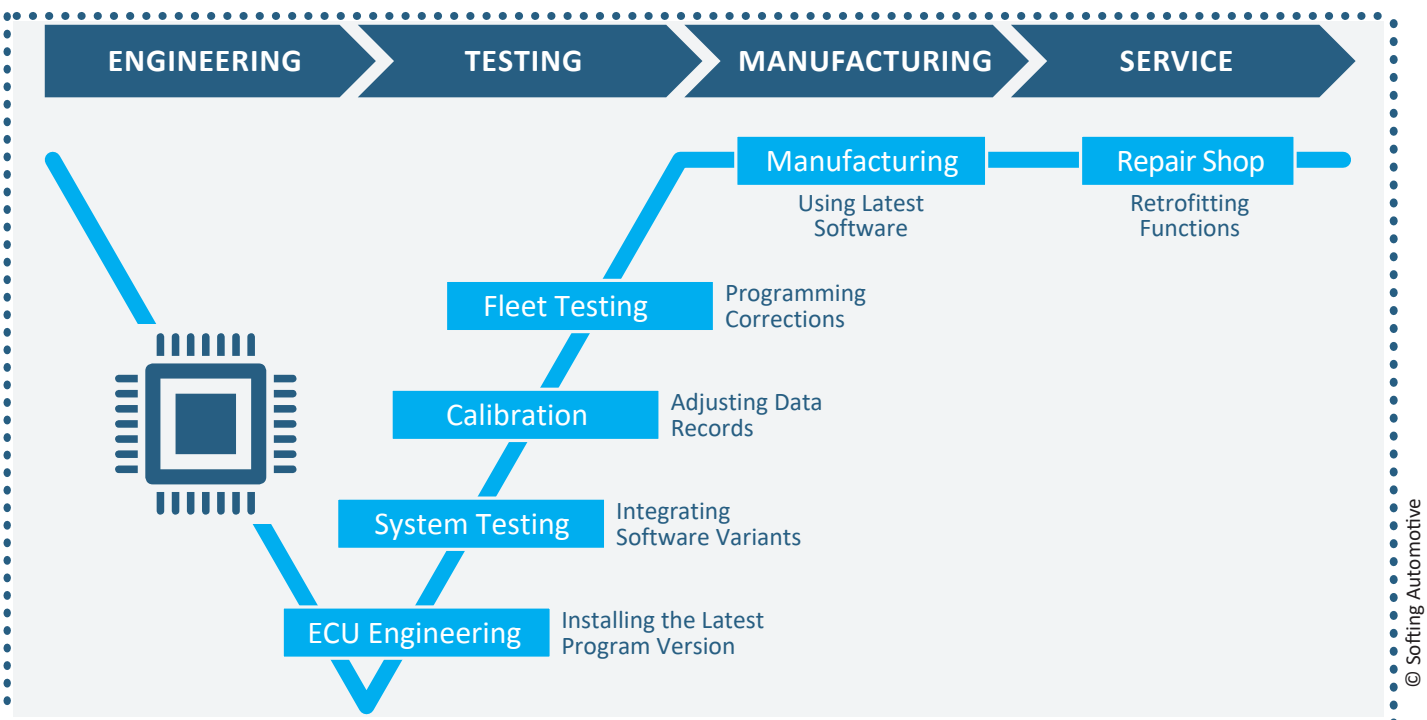 ENGINEERING
TESTING
MANUFACTURING
SERVICE
Manufacturing
Using Latest
Software
Repair Shop
Retrofitting
Functions
Fleet Testing
Programming
Corrections
Calibration
Adjusting Data
Records
System Testing
Integrating
Software Variants
ECU Engineering
Installing the Latest
Program Version
© Softing Automotive